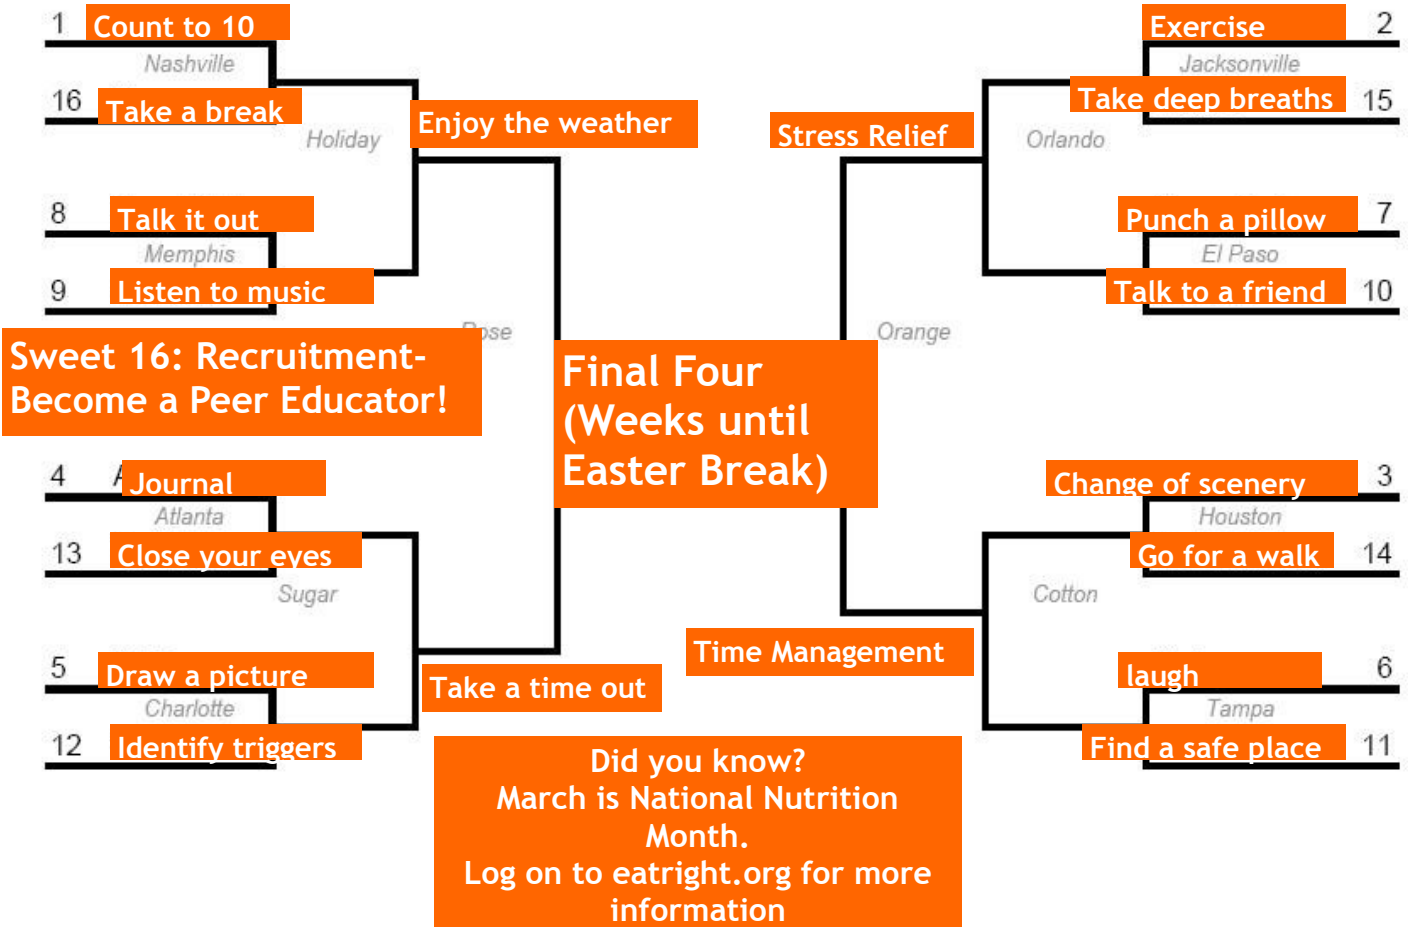 1 Count to 10
Nashville
16 Take a break
Holiday
Enjoy the weather
8 Talk it out
Memphis
9 Listen to music
Sweet 16: Recruitment-
Become a Peer Educator!
4 Journal
Atlanta
13 Close your eyes
Sugar
5 Draw a picture
Charlotte
12 Identify triggers
Take a time out
Final Four
(Weeks until
Easter Break)
Exercise 2
Jacksonville
Take deep breaths 15
Stress Relief
Orlando
Punch a pillow 7
El Paso
Talk to a friend 10
Orange
Change of scenery 3
Houston
Go for a walk 14
Cotton
Time Management
laugh 6
Tampa
Find a safe place 11
Did you know?
March is National Nutrition
Month.
Log on to eatright.org for more
information